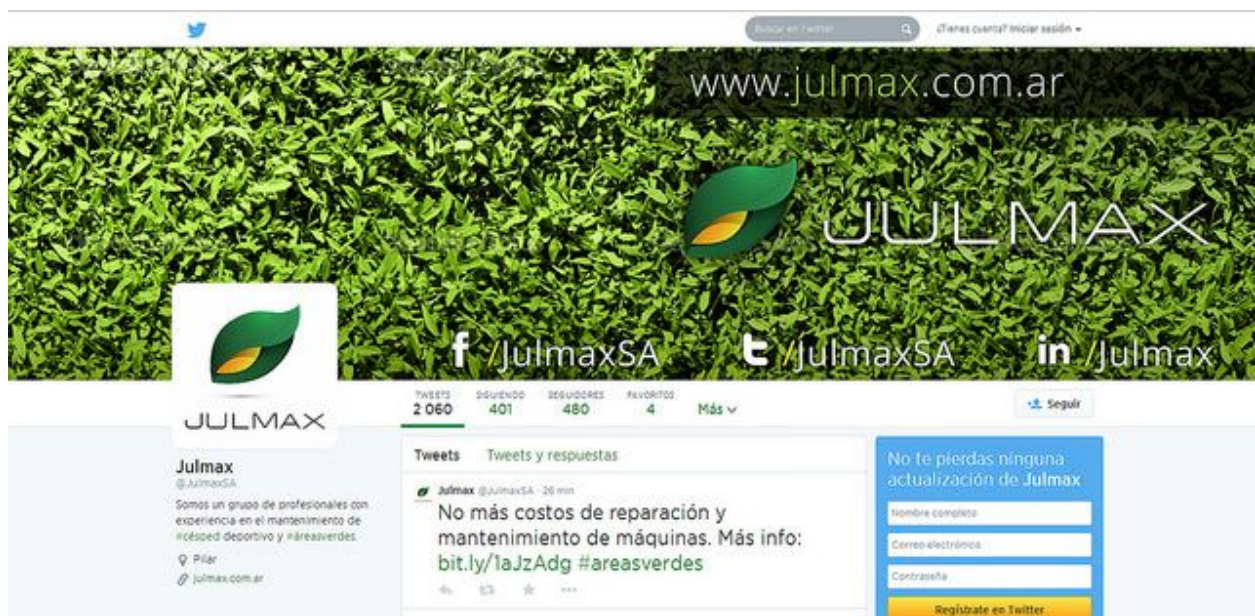 Buscar en Twitter
¿Tienes cuenta? Iniciar sesión
www.julmax.com.ar
JULMAX
f /JulmaxSA
t /JulmaxSA
in /Julmax
JULMAX
TWEETS SIGUIENDO SEGUIDORES FAVORITOS
2 060 401 480 4 Más
Seguir
Julmax
@JulmaxSA
Somos un grupo de profesionales con
experiencia en el mantenimiento de
#césped deportivo y #áreasverdes.
Pilar
julmax.com.ar
Tweets Tweets y respuestas
Julmax @JulmaxSA · 26 min
No más costos de reparación y
mantenimiento de máquinas. Más info:
bit.ly/1aJzAdg #areasverdes
No te pierdas ninguna
actualización de Julmax
Nombre completo
Correo electrónico
Contraseña
Regístrate en Twitter